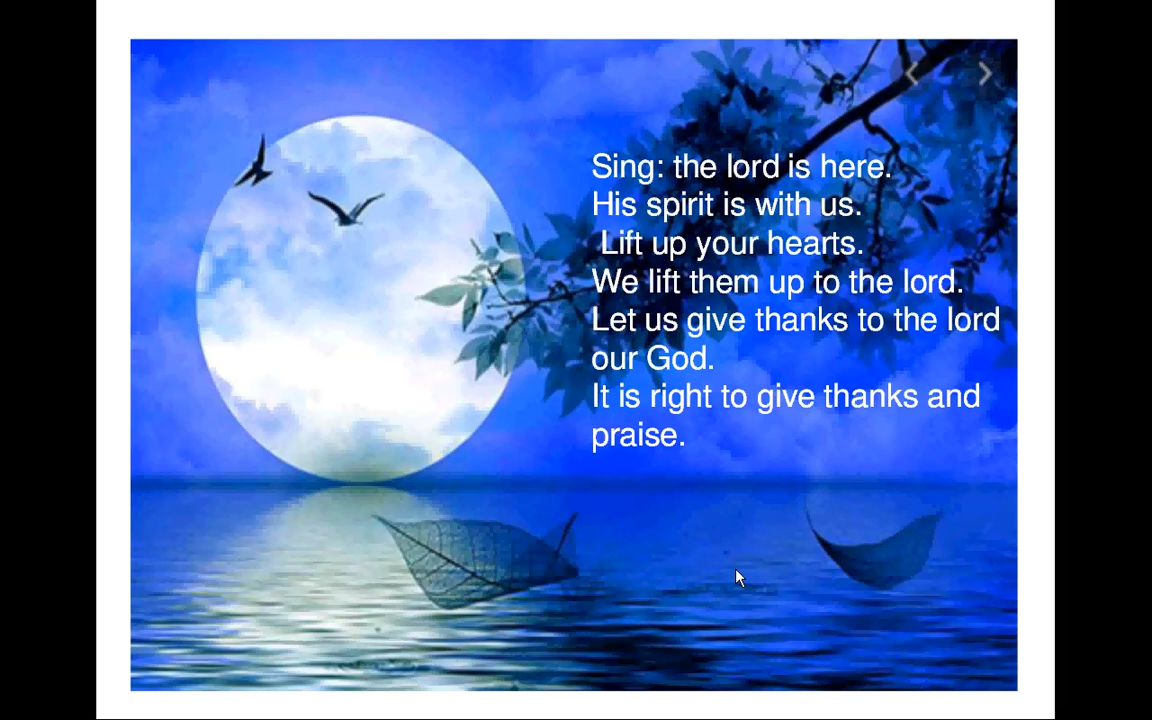 Sing: the lord is here.
His spirit is with us.
Lift up your hearts.
We lift them up to the lord.
Let us give thanks to the lord
our God.
It is right to give thanks and
praise.